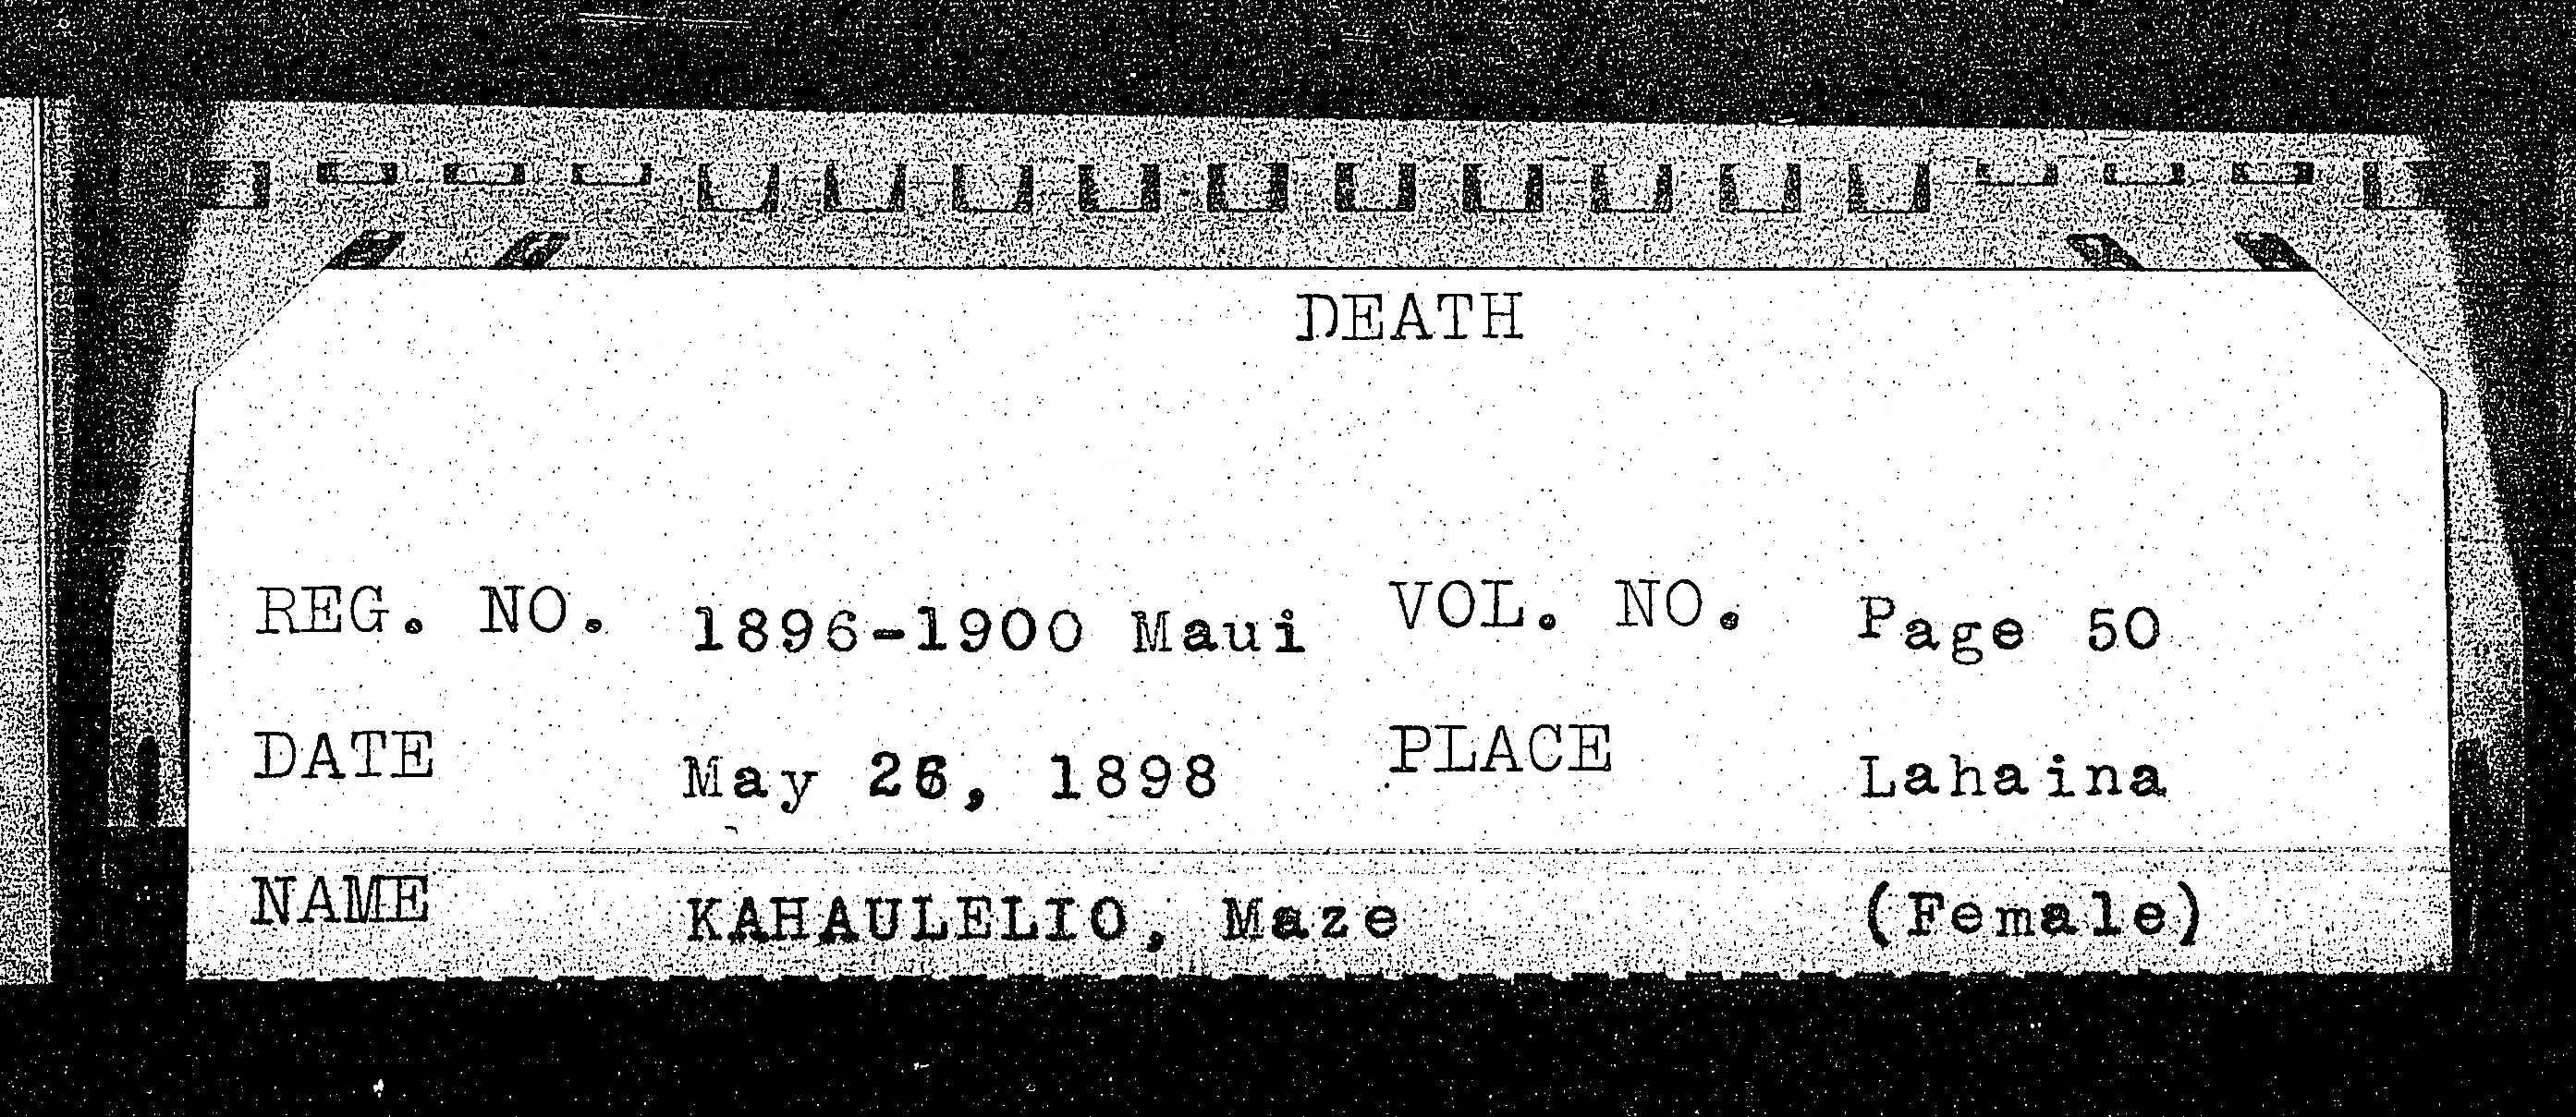 DEATH
REG. NO. 1896-1900 Maui VOL. NO. Page 50
DATE May 26, 1898 PLACE Lahaina
NAME KAHAULELIO, Maze (Female)